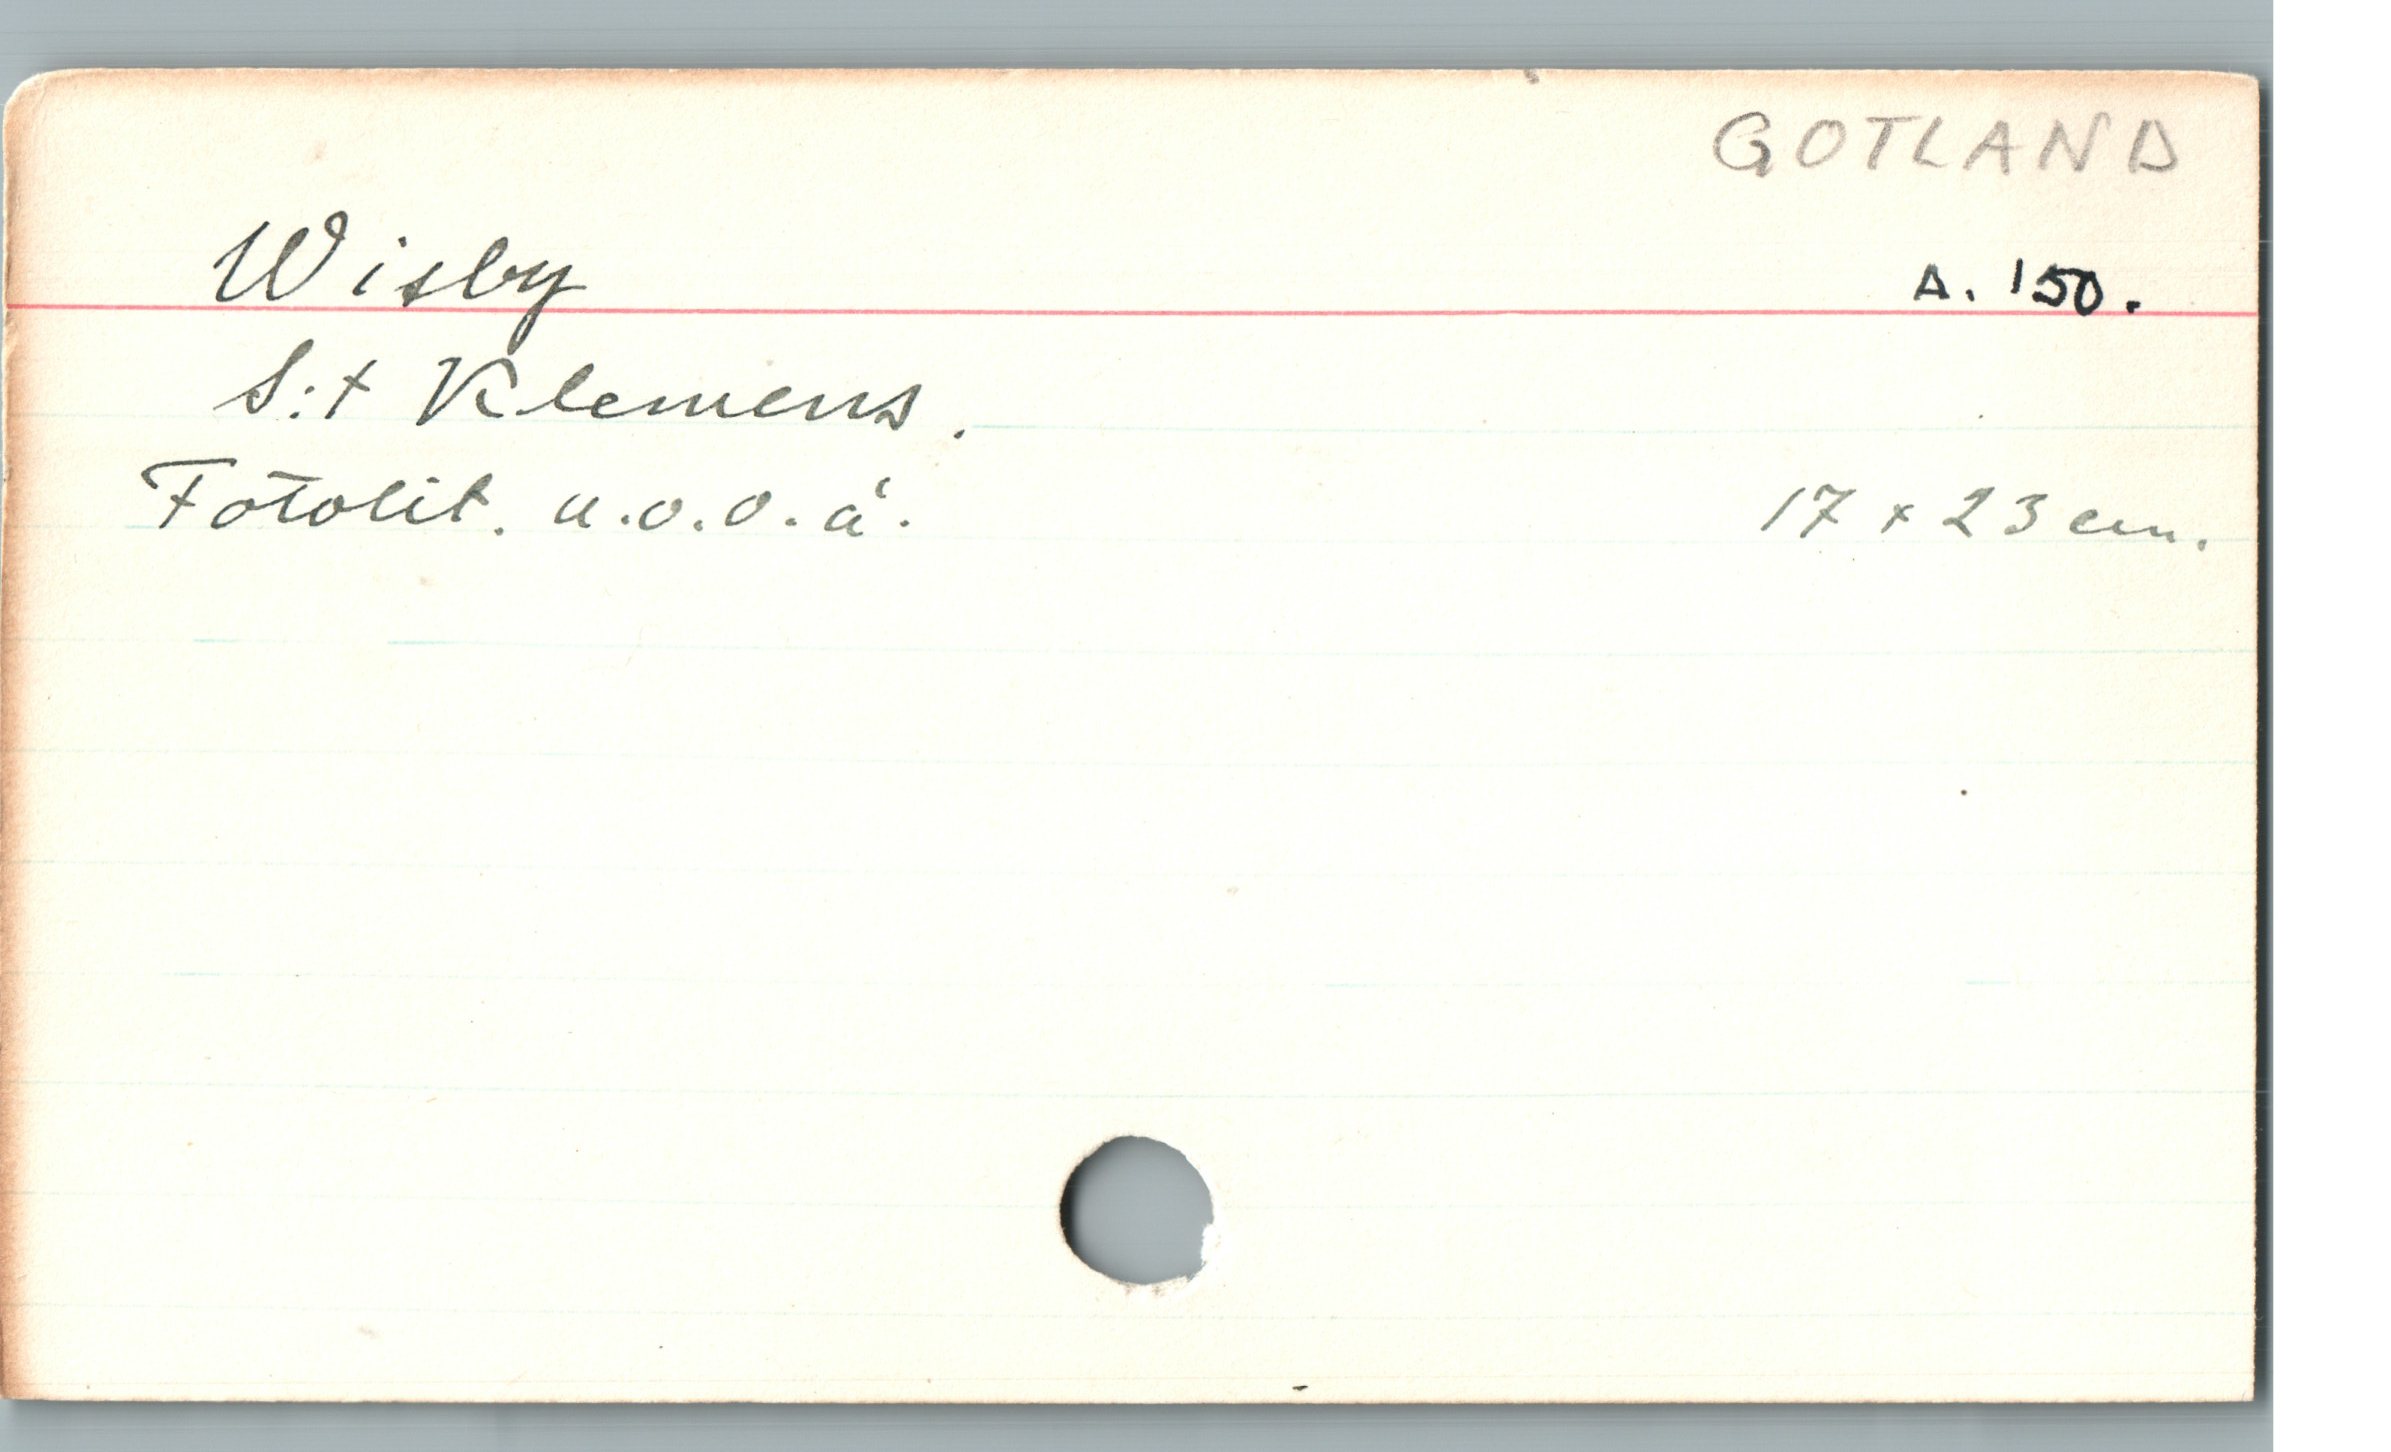 GOTLAND
Wisby A. 150.
S:t Klemens.
Fotolit. u.o.o.å. 17 x 23 cm.